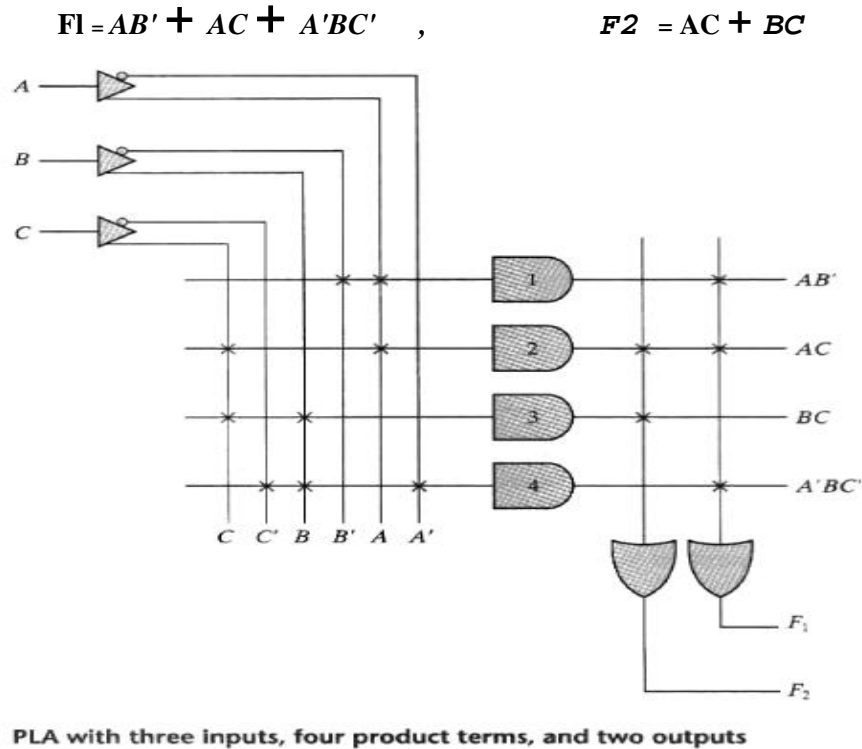 Fl = AB' + AC + A'BC' , F2 = AC + BC
A
B
C
1 AB'
2 AC
3 BC
4 A'BC'
C C' B B' A A'
F₁
F₂
PLA with three inputs, four product terms, and two outputs